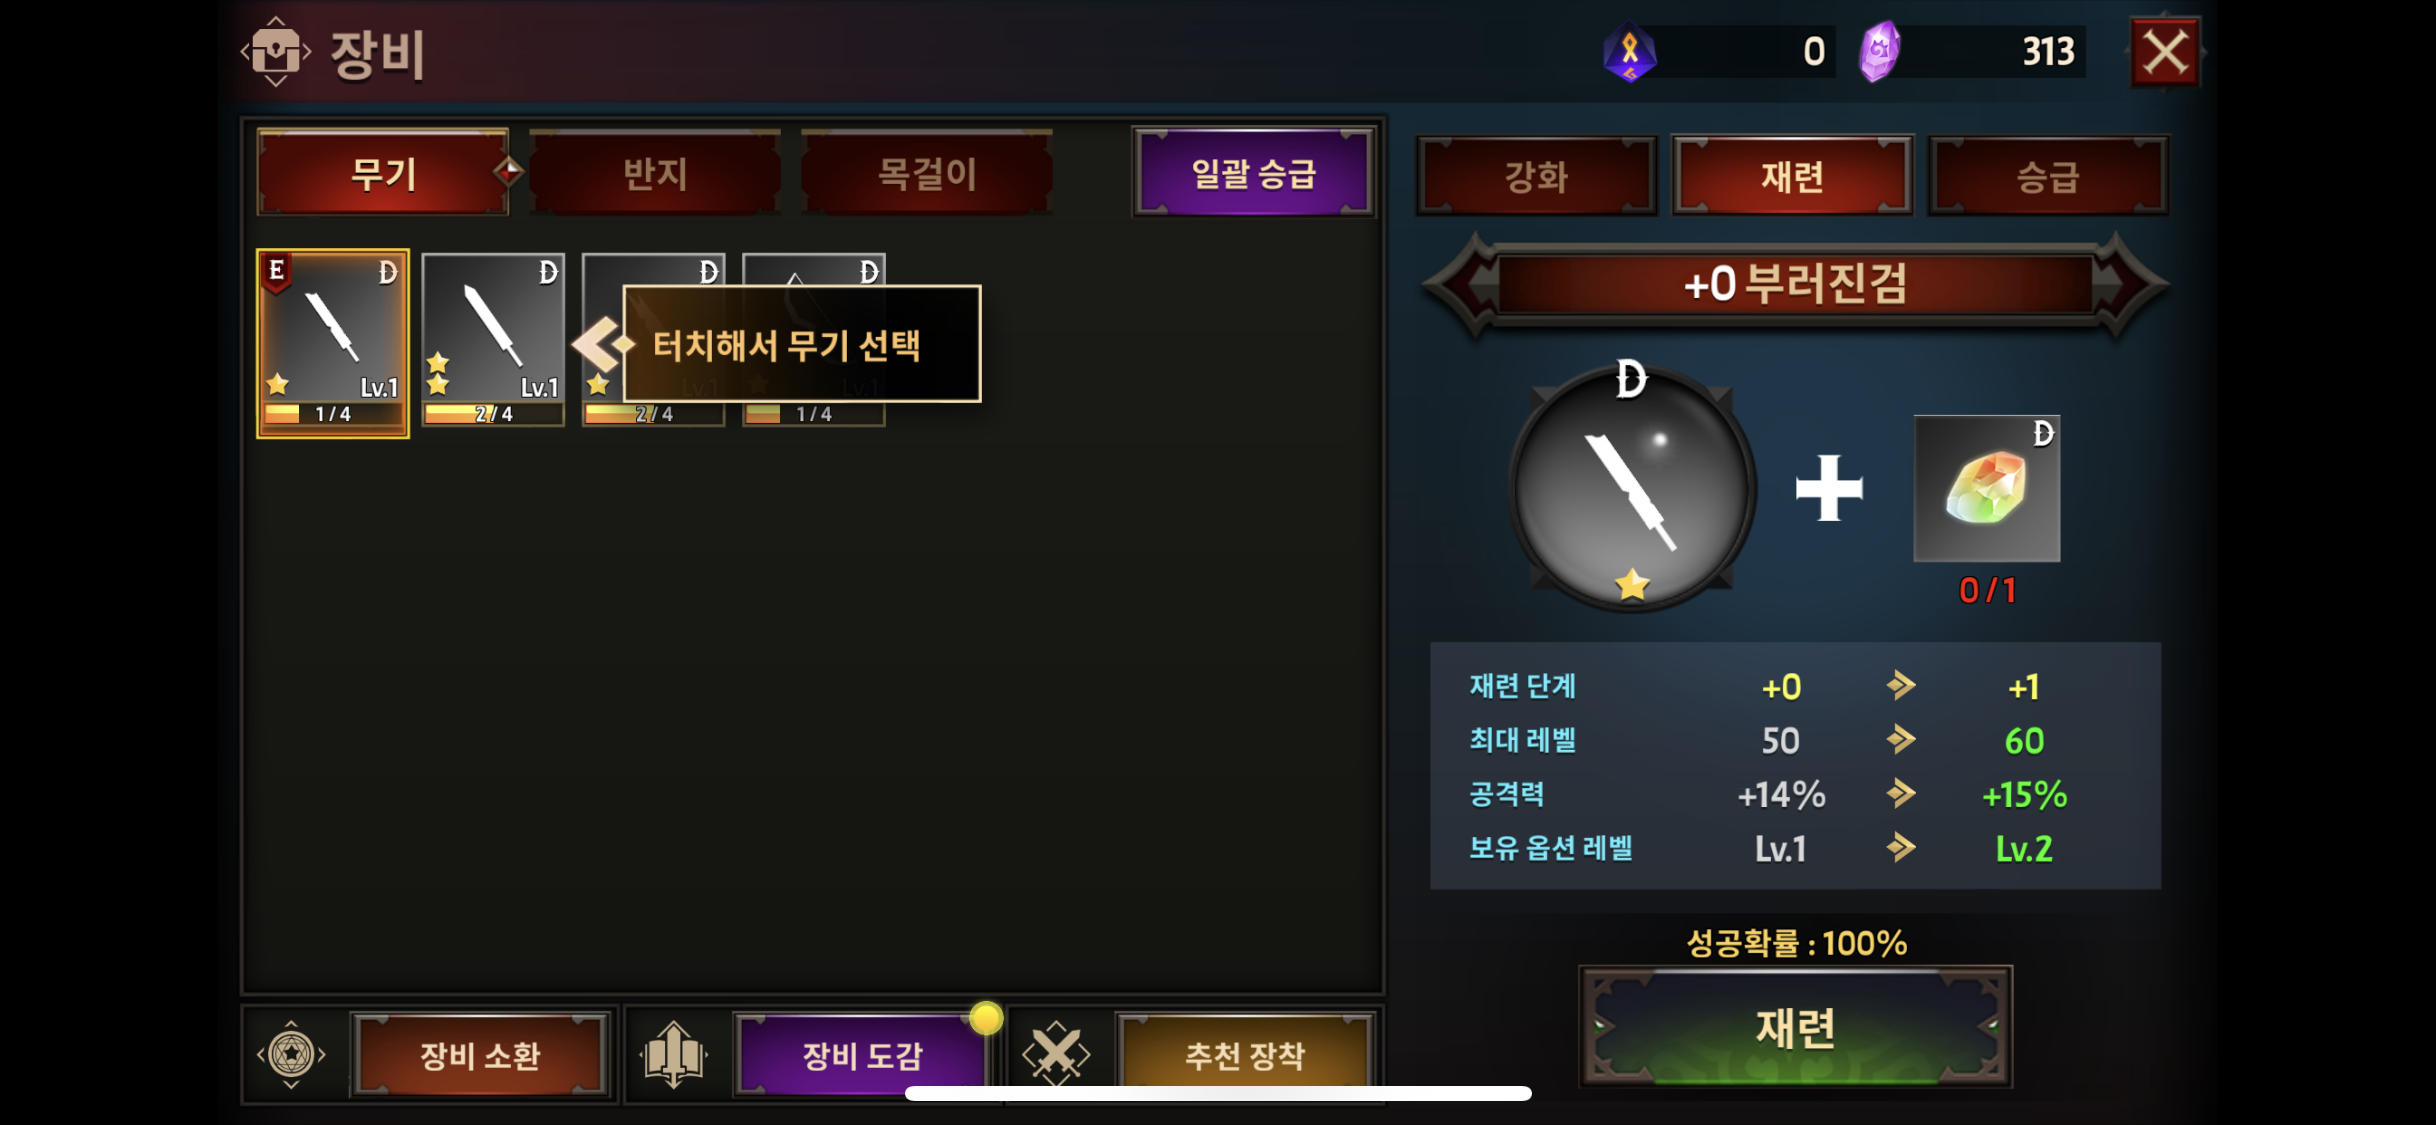 장비
0
313
무기
반지
목걸이
일괄 승급
강화
재련
승급
E
D
Lv.1
1/4
D
Lv.1
2/4
D
Lv.1
2/4
D
Lv.1
1/4
터치해서 무기 선택
+0 부러진검
D
D
0/1
재련 단계 +0 +1
최대 레벨 50 60
공격력 +14% +15%
보유 옵션 레벨 Lv.1 Lv.2
성공확률 : 100%
재련
장비 소환
장비 도감
추천 장착